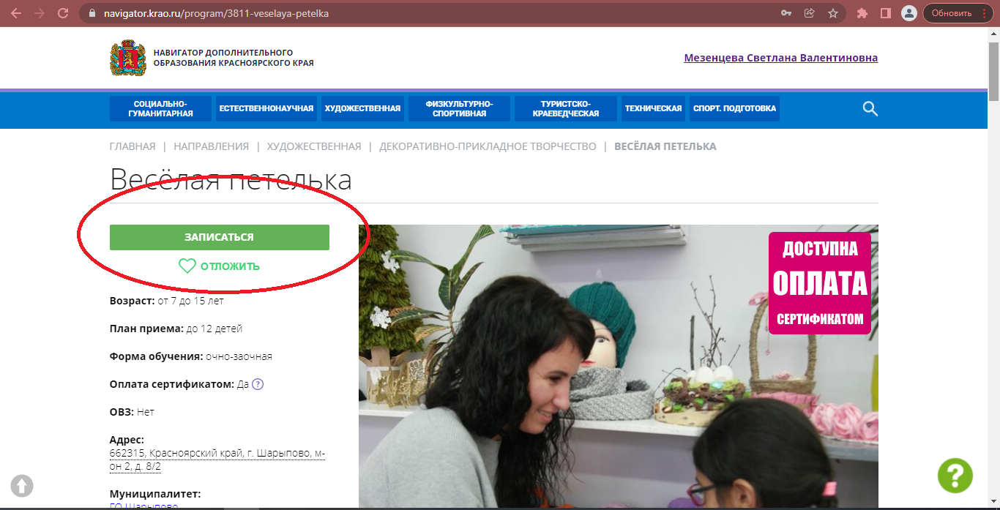 navigator.krao.ru/program/3811-veselaya-petelka
Обновить
НАВИГАТОР ДОПОЛНИТЕЛЬНОГО
ОБРАЗОВАНИЯ КРАСНОЯРСКОГО КРАЯ
Мезенцева Светлана Валентиновна
СОЦИАЛЬНО-
ГУМАНИТАРНАЯ
ЕСТЕСТВЕННОНАУЧНАЯ
ХУДОЖЕСТВЕННАЯ
ФИЗКУЛЬТУРНО-
СПОРТИВНАЯ
ТУРИСТСКО-
КРАЕВЕДЧЕСКАЯ
ТЕХНИЧЕСКАЯ
СПОРТ. ПОДГОТОВКА
ГЛАВНАЯ | НАПРАВЛЕНИЯ | ХУДОЖЕСТВЕННАЯ | ДЕКОРАТИВНО-ПРИКЛАДНОЕ ТВОРЧЕСТВО | ВЕСЁЛАЯ ПЕТЕЛЬКА
Весёлая петелька
ЗАПИСАТЬСЯ
ОТЛОЖИТЬ
Возраст: от 7 до 15 лет
План приема: до 12 детей
Форма обучения: очно-заочная
Оплата сертификатом: Да ?
ОВЗ: Нет
Адрес:
662315, Красноярский край, г. Шарыпово, м-
он 2, д. 8/2
Муниципалитет:
ГО Шарыпово
ДОСТУПНА
ОПЛАТА
СЕРТИФИКАТОМ
?